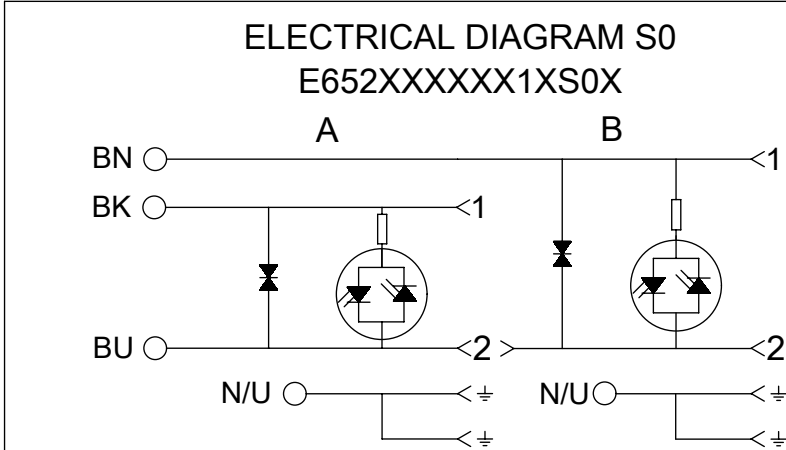 ELECTRICAL DIAGRAM S0
E652XXXXXX1XS0X
A B
BN 1
BK 1
BU 2 2
N/U N/U